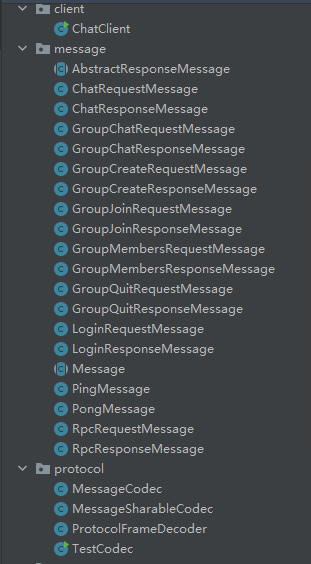 client
ChatClient
message
AbstractResponseMessage
ChatRequestMessage
ChatResponseMessage
GroupChatRequestMessage
GroupChatResponseMessage
GroupCreateRequestMessage
GroupCreateResponseMessage
GroupJoinRequestMessage
GroupJoinResponseMessage
GroupMembersRequestMessage
GroupMembersResponseMessage
GroupQuitRequestMessage
GroupQuitResponseMessage
LoginRequestMessage
LoginResponseMessage
Message
PingMessage
PongMessage
RpcRequestMessage
RpcResponseMessage
protocol
MessageCodec
MessageSharableCodec
ProtocolFrameDecoder
TestCodec